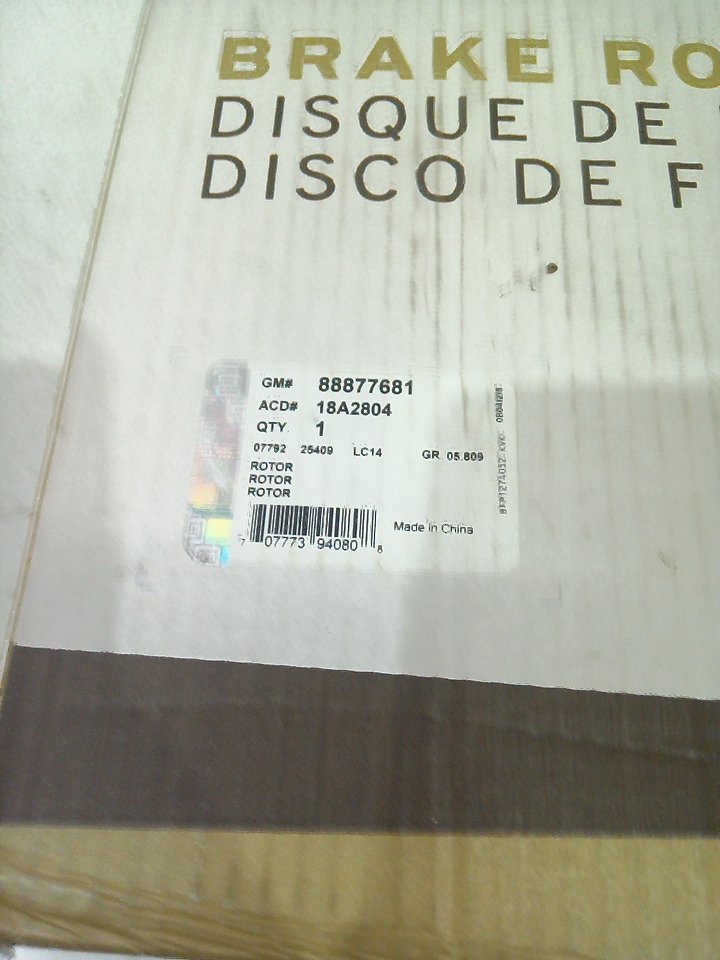 BRAKE RO
DISQUE DE
DISCO DE F
GM# 88877681
ACD# 18A2804
QTY. 1
07792 25409 LC14 GR. 05.809
ROTOR
ROTOR
ROTOR
Made in China
7 07773 94080 8